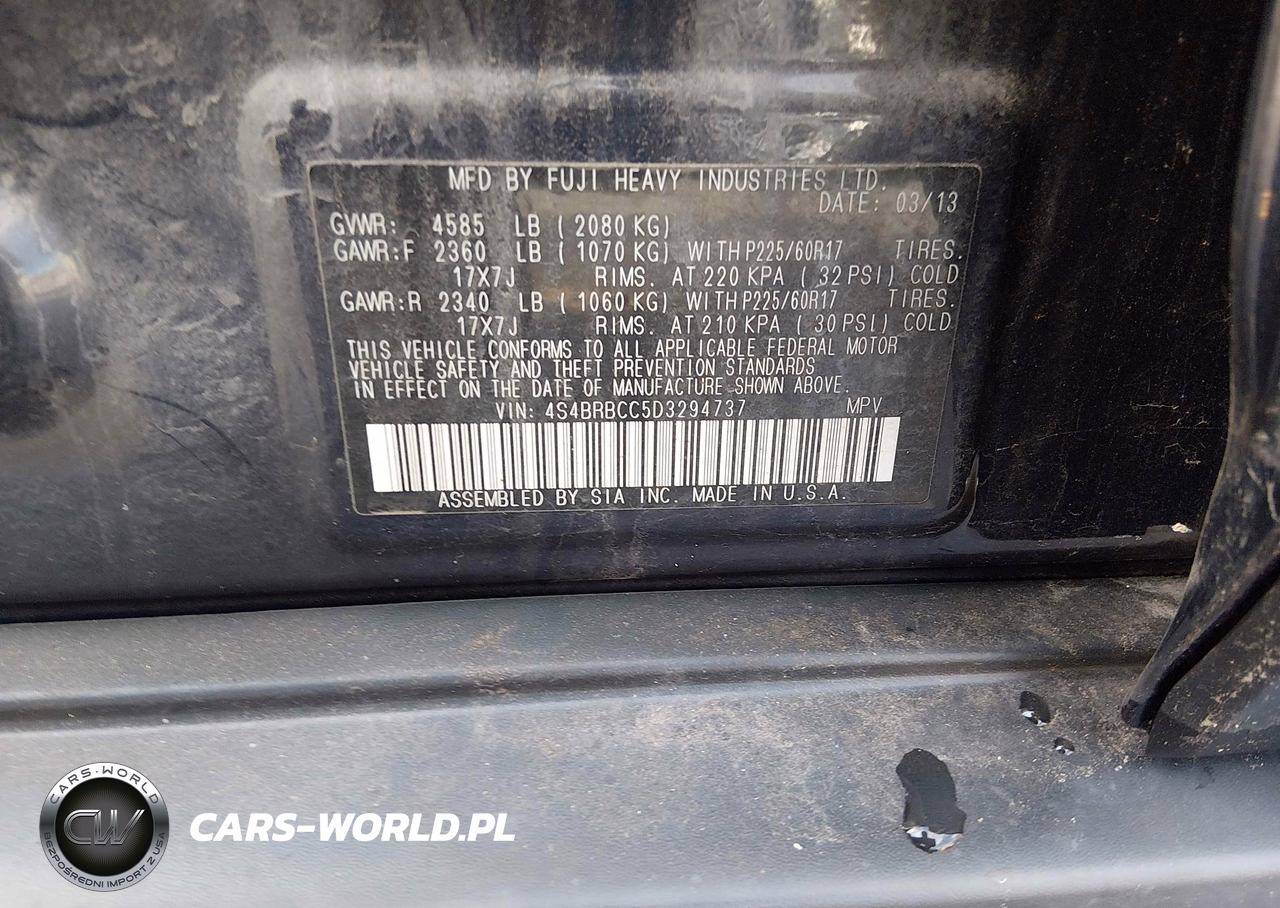 MFD BY FUJI HEAVY INDUSTRIES LTD.
DATE: 03/13
GVWR: 4585 LB ( 2080 KG)
GAWR:F 2360 LB ( 1070 KG) WITH P225/60R17 TIRES.
17X7J RIMS. AT 220 KPA ( 32 PSI) COLD
GAWR:R 2340 LB ( 1060 KG) WITH P225/60R17 TIRES.
17X7J RIMS. AT 210 KPA ( 30 PSI) COLD
THIS VEHICLE CONFORMS TO ALL APPLICABLE FEDERAL MOTOR
VEHICLE SAFETY AND THEFT PREVENTION STANDARDS
IN EFFECT ON THE DATE OF MANUFACTURE SHOWN ABOVE.
VIN: 4S4BRBCC5D3294737 MPV
ASSEMBLED BY SIA INC. MADE IN U.S.A.
CARS-WORLD
CW
BEZPOŚREDNI IMPORT Z USA
CARS-WORLD.PL